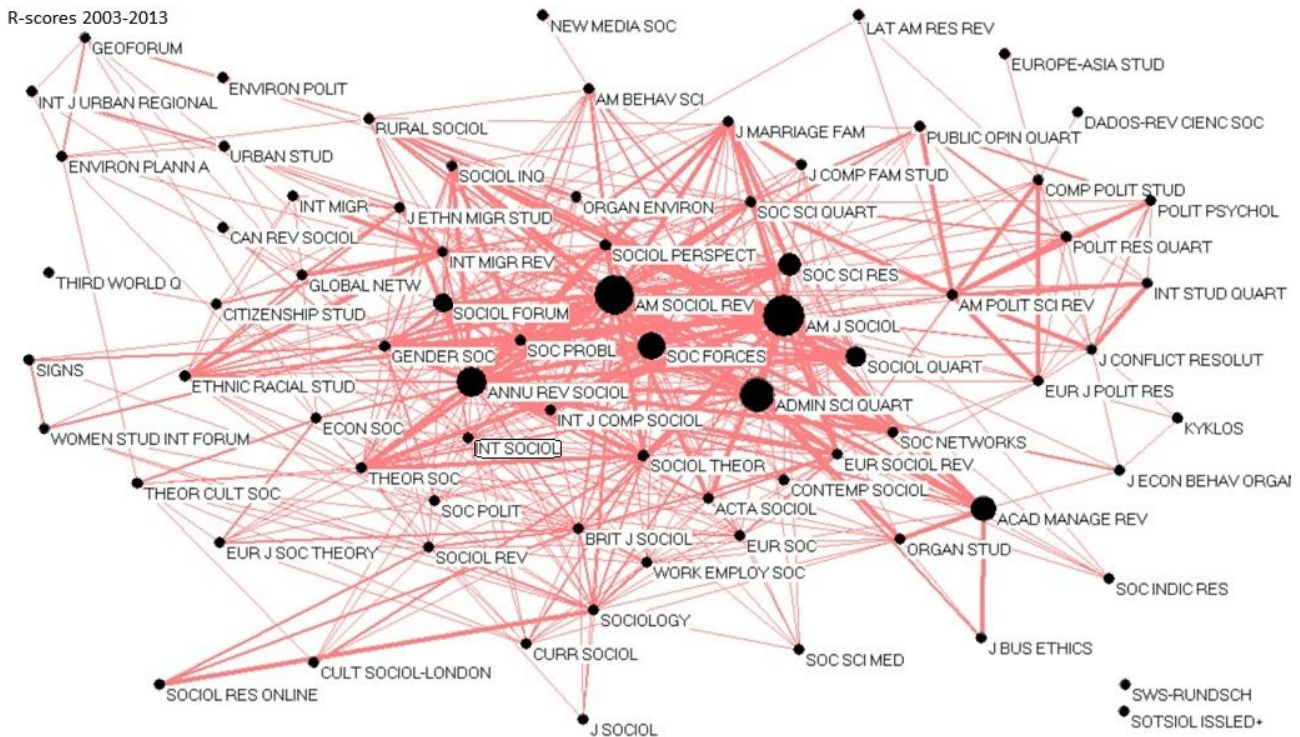 R-scores 2003-2013
NEW MEDIA SOC
LAT AM RES REV
GEOFORUM
EUROPE-ASIA STUD
ENVIRON POLIT
INT J URBAN REGIONAL
AM BEHAV SCI
DADOS-REV CIENC SOC
RURAL SOCIOL
J MARRIAGE FAM
PUBLIC OPIN QUART
URBAN STUD
ENVIRON PLANN A
SOCIOL INQ
J COMP FAM STUD
COMP POLIT STUD
INT MIGR
ORGAN ENVIRON
SOC SCI QUART
POLIT PSYCHOL
J ETHN MIGR STUD
CAN REV SOCIOL
POLIT RES QUART
INT MIGR REV
SOCIOL PERSPECT
SOC SCI RES
THIRD WORLD Q
GLOBAL NETW
INT STUD QUART
CITIZENSHIP STUD
SOCIOL FORUM
AM SOCIOL REV
AM POLIT SCI REV
AM J SOCIOL
GENDER SOC
SOC PROBL
SOC FORCES
SOCIOL QUART
J CONFLICT RESOLUT
SIGNS
ETHNIC RACIAL STUD
ANNU REV SOCIOL
EUR J POLIT RES
ADMIN SCI QUART
INT J COMP SOCIOL
ECON SOC
KYKLOS
WOMEN STUD INT FORUM
INT SOCIOL
SOC NETWORKS
THEOR SOC
SOCIOL THEOR
EUR SOCIOL REV
J ECON BEHAV ORGAN
THEOR CULT SOC
CONTEMP SOCIOL
SOC POLIT
ACTA SOCIOL
ACAD MANAGE REV
BRIT J SOCIOL
EUR SOC
ORGAN STUD
EUR J SOC THEORY
SOCIOL REV
WORK EMPLOY SOC
SOC INDIC RES
SOCIOLOGY
CURR SOCIOL
J BUS ETHICS
SOC SCI MED
CULT SOCIOL-LONDON
SOCIOL RES ONLINE
SWS-RUNDSCH
J SOCIOL
SOTSIOL ISSLED+